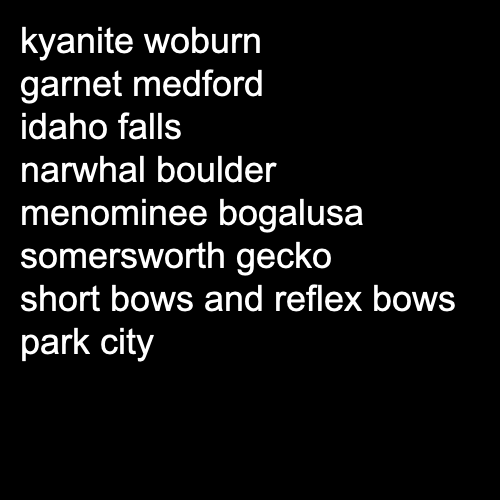 kyanite woburn
garnet medford
idaho falls
narwhal boulder
menominee bogalusa
somersworth gecko
short bows and reflex bows
park city